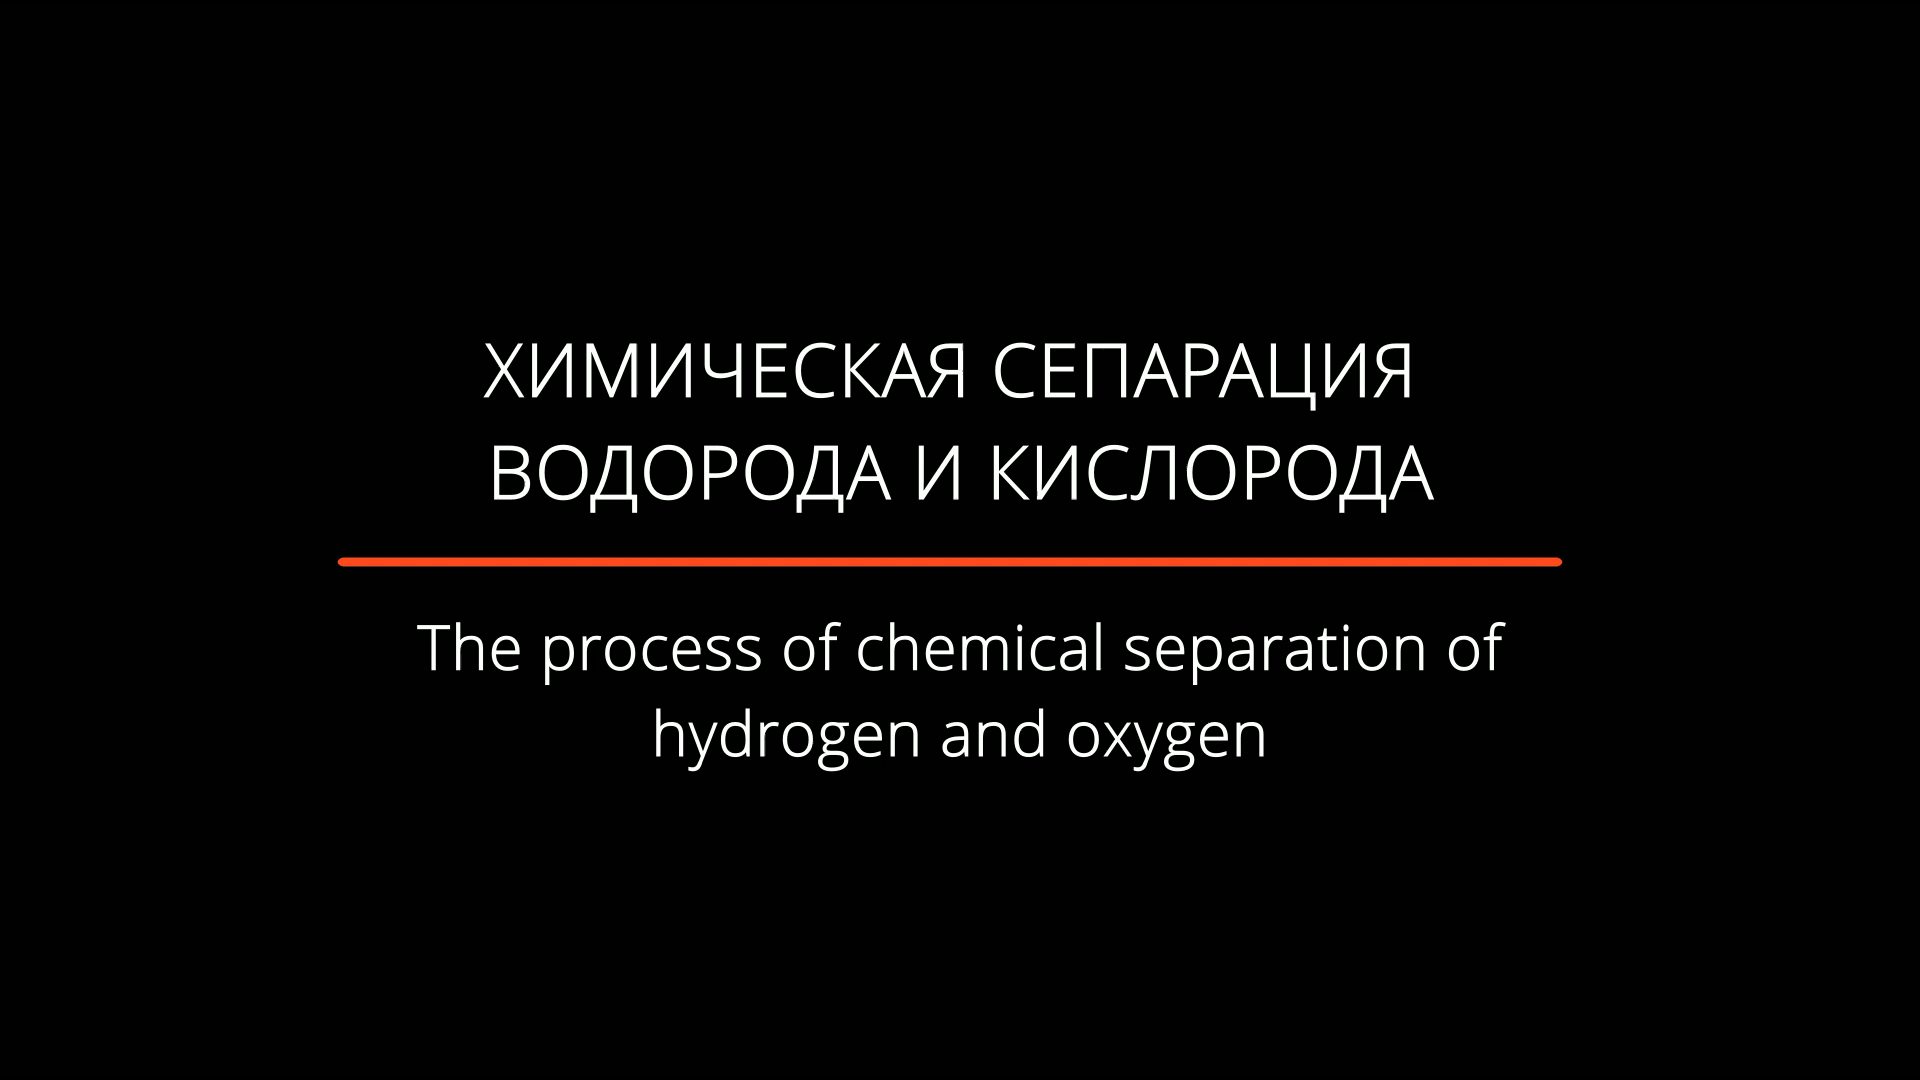 ХИМИЧЕСКАЯ СЕПАРАЦИЯ
ВОДОРОДА И КИСЛОРОДА
The process of chemical separation of
hydrogen and oxygen